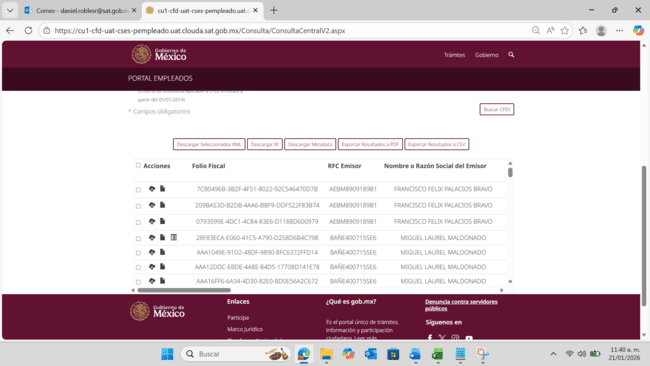 Correo - daniel.roblesr@sat.gob.m
cu1-cfd-uat-cses-pempleado.uat
https://cu1-cfd-uat-cses-pempleado.uat.clouda.sat.gob.mx/Consulta/ConsultaCentralV2.aspx
Gobierno de
México
Trámites
Gobierno
PORTAL EMPLEADOS
partir del 01/01/2014)
* Campos obligatorios
Buscar CFDI
Descargar Seleccionados XML
Descargar RI
Descargar Metadata
Exportar Resultados a PDF
Exportar Resultados a CSV
Acciones Folio Fiscal RFC Emisor Nombre o Razón Social del Emisor
7C80496B-3B2F-4F51-8022-92C546470D7B AEBM8909189B1 FRANCISCO FELIX PALACIOS BRAVO
209BA53D-B2DB-4AA6-BBF9-DDF522F83B74 AEBM8909189B1 FRANCISCO FELIX PALACIOS BRAVO
0793599E-4DC1-4C84-83E6-D1188D600979 AEBM8909189B1 FRANCISCO FELIX PALACIOS BRAVO
28F83ECA-E060-41C5-A790-D258D6B4C798 BAÑE400715SE6 MIGUEL LAUREL MALDONADO
AAA1049E-91D2-48DF-9890-8FC6372FFD14 BAÑE400715SE6 MIGUEL LAUREL MALDONADO
AAA12DDC-EBDE-4A8E-84D5-17708D141E78 BAÑE400715SE6 MIGUEL LAUREL MALDONADO
AAA16FF6-6A34-4D30-82E0-BD0E56A2C672 BAÑE400715SE6 MIGUEL LAUREL MALDONADO
Gobierno de
México
Enlaces
Participa
Marco Jurídico
¿Qué es gob.mx?
Es el portal único de trámites,
información y participación
ciudadana. Leer más
Denuncia contra servidores
públicos
Síguenos en
Buscar
11:40 a. m.
21/01/2026